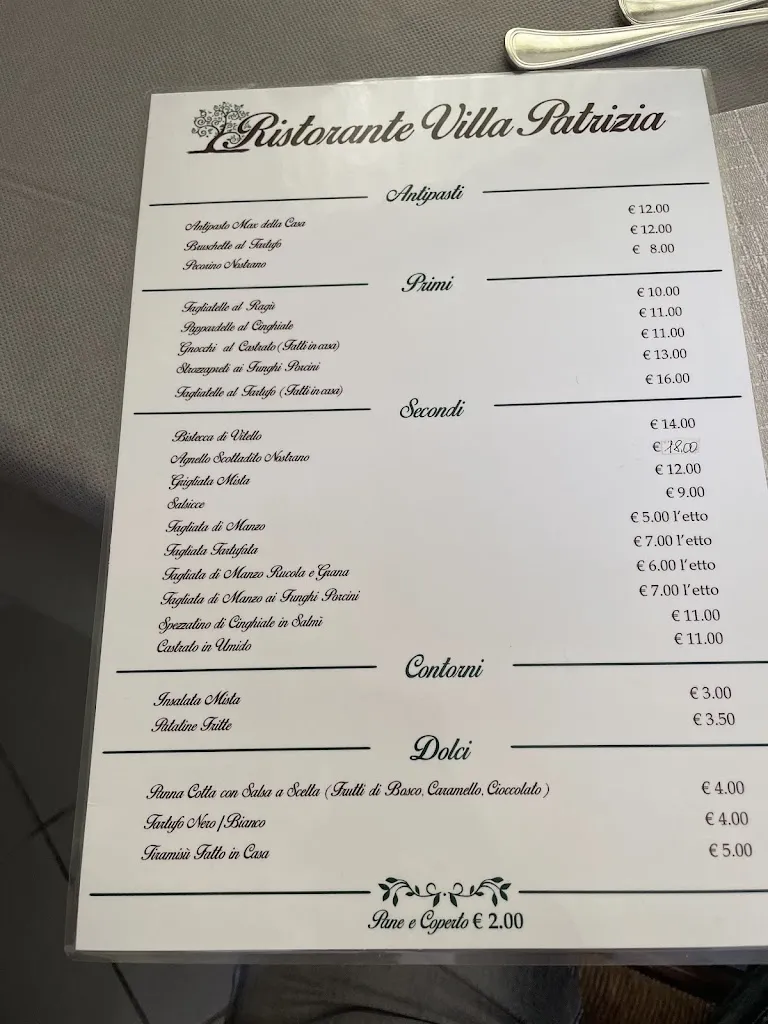 Ristorante Villa Patrizia
Antipasti
Antipasto Max della Casa € 12.00
Bruschette al Tartufo € 12.00
Pecorino Nostrano € 8.00
Primi
Tagliatelle al Ragù € 10.00
Pappardelle al Cinghiale € 11.00
Gnocchi al Castrato (Fatti in casa) € 11.00
Strozzapreti ai Funghi Porcini € 13.00
Tagliatelle al Tartufo (Fatti in casa) € 16.00
Secondi
Bistecca di Vitello € 14.00
Agnello Scottadito Nostrano € 18.00
Grigliata Mista € 12.00
Salsicce € 9.00
Tagliata di Manzo € 5.00 l'etto
Tagliata Tartufata € 7.00 l'etto
Tagliata di Manzo Rucola e Grana € 6.00 l'etto
Tagliata di Manzo ai Funghi Porcini € 7.00 l'etto
Spezzatino di Cinghiale in Salmì € 11.00
Castrato in Umido € 11.00
Contorni
Insalata Mista € 3.00
Patatine Fritte € 3.50
Dolci
Panna Cotta con Salsa a Scelta (Frutti di Bosco, Caramello, Cioccolato) € 4.00
Tartufo Nero / Bianco € 4.00
Tiramisù Fatto in Casa € 5.00
Pane e Coperto € 2.00